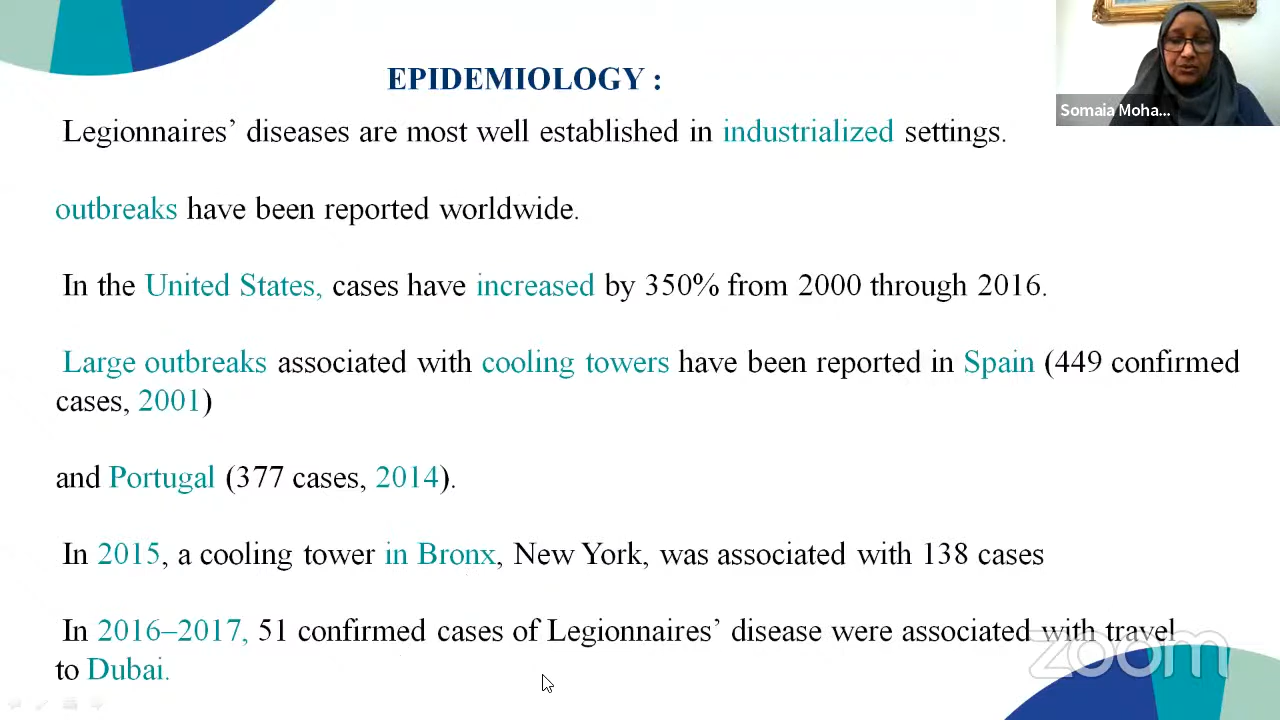 EPIDEMIOLOGY :
Somaia Moha...
Legionnaires’ diseases are most well established in industrialized settings.
outbreaks have been reported worldwide.
In the United States, cases have increased by 350% from 2000 through 2016.
Large outbreaks associated with cooling towers have been reported in Spain (449 confirmed
cases, 2001)
and Portugal (377 cases, 2014).
In 2015, a cooling tower in Bronx, New York, was associated with 138 cases
In 2016–2017, 51 confirmed cases of Legionnaires’ disease were associated with travel
to Dubai.
zoom